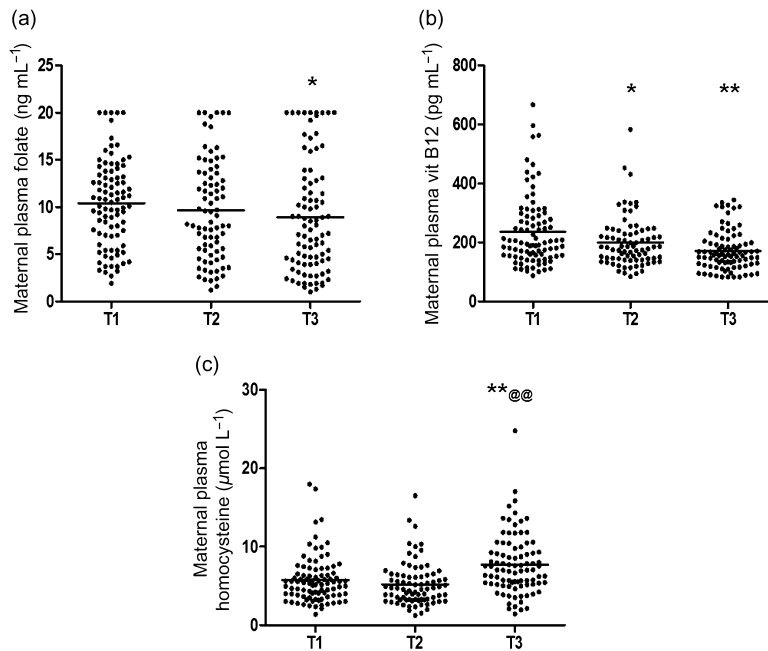 (a)
Maternal plasma folate (ng mL⁻¹)
25
20
15
10
5
0
*
T1 T2 T3
(b)
Maternal plasma vit B12 (pg mL⁻¹)
800
600
400
200
0
* **
T1 T2 T3
(c)
Maternal plasma
homocysteine (μmol L⁻¹)
30
20
10
0
**@@
T1 T2 T3